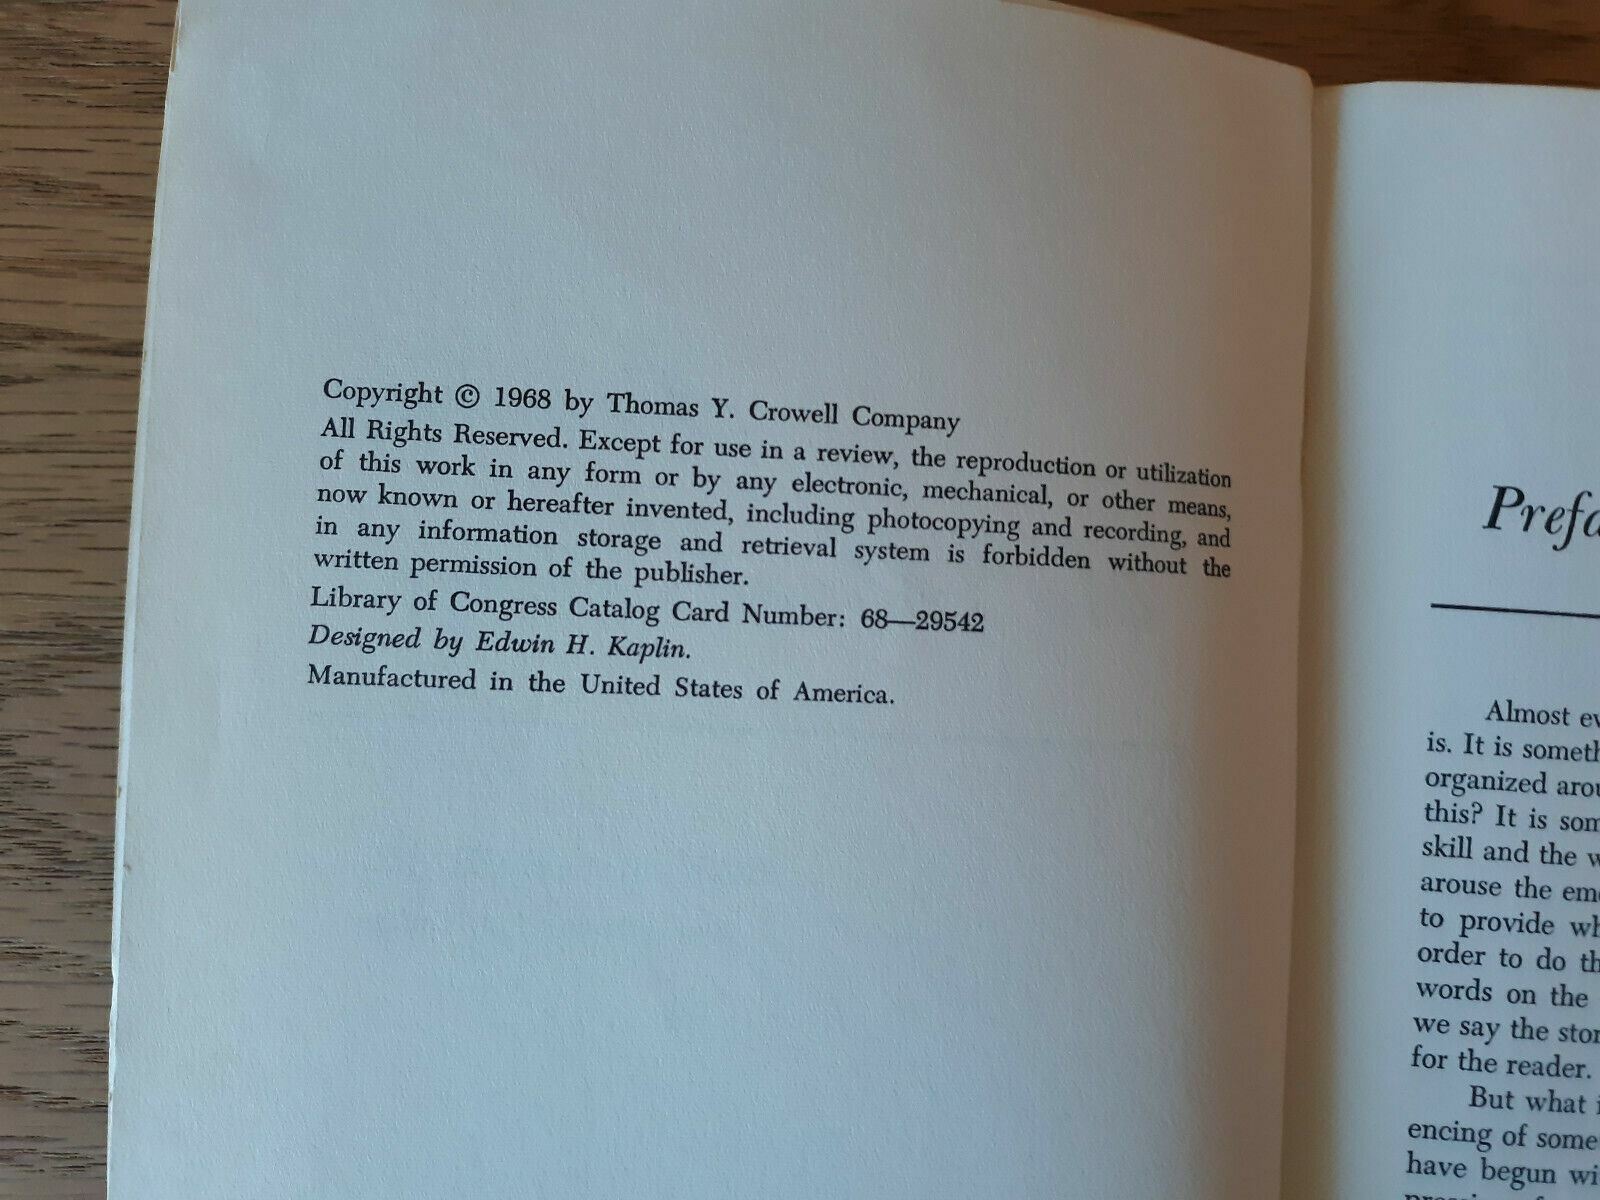 Copyright © 1968 by Thomas Y. Crowell Company
All Rights Reserved. Except for use in a review, the reproduction or utilization
of this work in any form or by any electronic, mechanical, or other means,
now known or hereafter invented, including photocopying and recording, and
in any information storage and retrieval system is forbidden without the
written permission of the publisher.
Library of Congress Catalog Card Number: 68—29542
Designed by Edwin H. Kaplin.
Manufactured in the United States of America.
Almost
is. It is
organized
this? It is
skill and the
arouse the
to provide
order to do
words on the
we say the
for the reader.
But what
encing of some
have begun